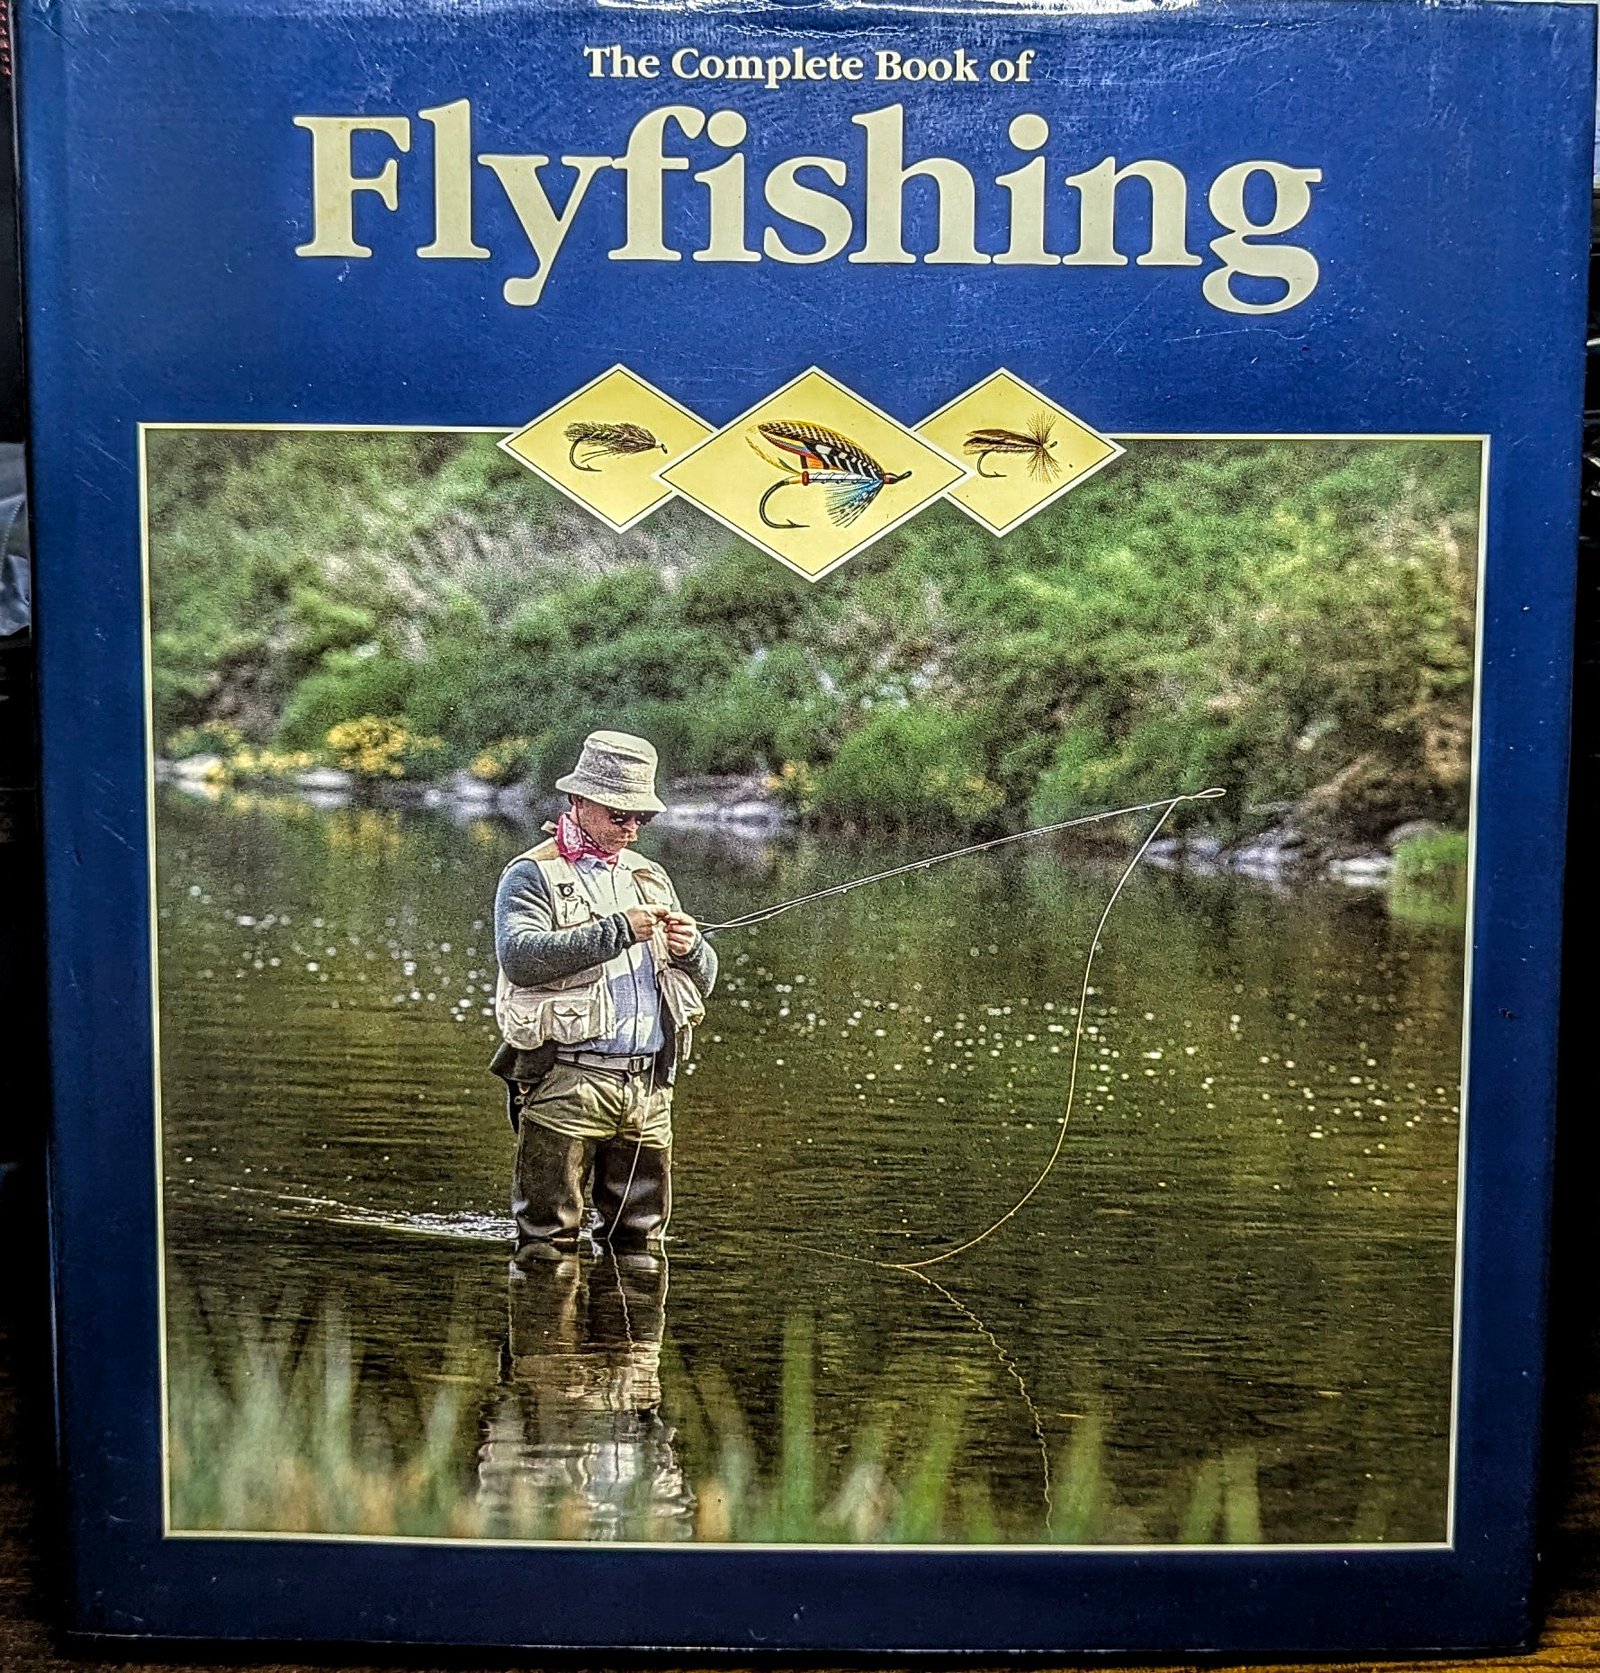 The Complete Book of
Flyfishing